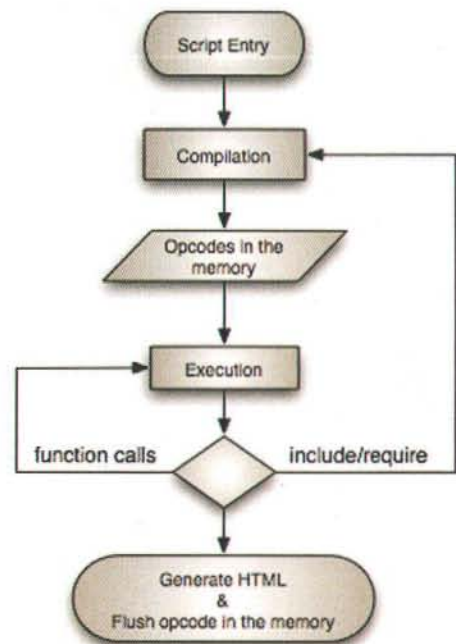 Script Entry
Compilation
Opcodes in the
memory
Execution
function calls
include/require
Generate HTML
&
Flush opcode in the memory